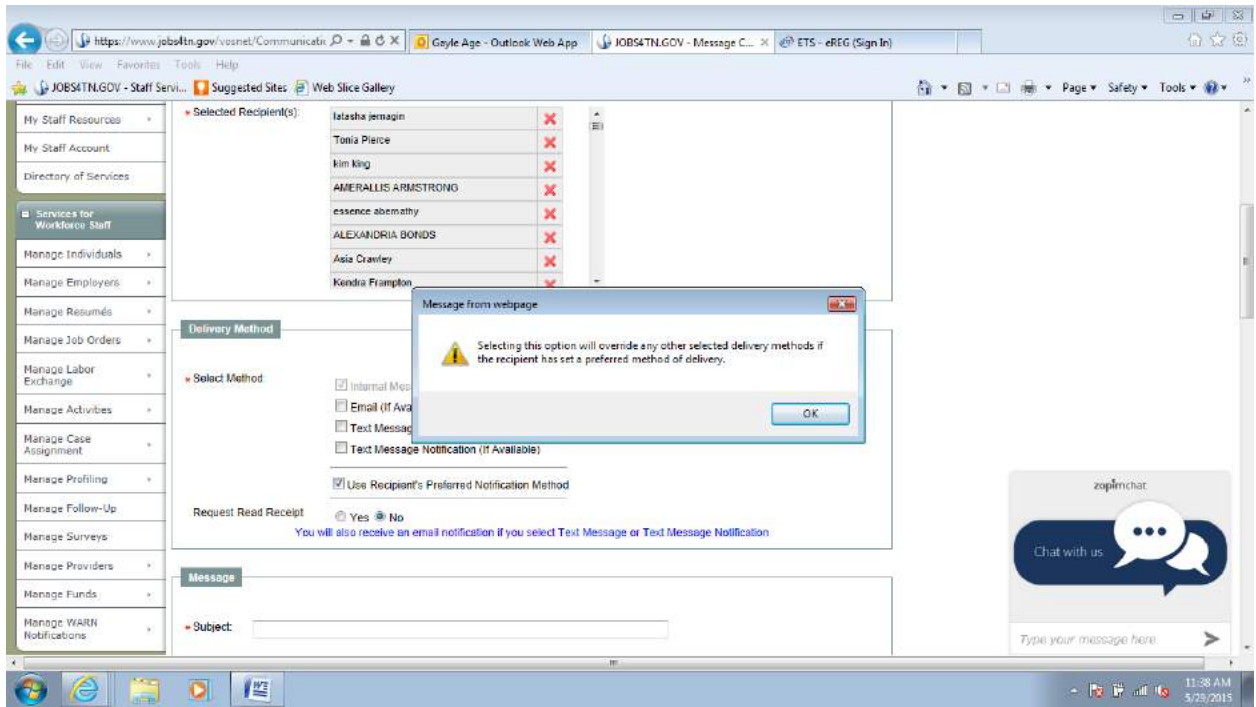 https://www.jobs4tn.gov/vosnet/Communicatic
Gayle Age - Outlook Web App
JOBS4TN.GOV - Message C...
ETS - eREG (Sign In)
File Edit View Favorites Tools Help
JOBS4TN.GOV - Staff Servi...
Suggested Sites
Web Slice Gallery
Page
Safety
Tools
My Staff Resources
My Staff Account
Directory of Services
Services for
Workforce Staff
Manage Individuals
Manage Employers
Manage Resumés
Manage Job Orders
Manage Labor
Exchange
Manage Activities
Manage Case
Assignment
Manage Profiling
Manage Follow-Up
Manage Surveys
Manage Providers
Manage Funds
Manage WARN
Notifications
* Selected Recipient(s):
latasha jernagin
Tonia Pierce
kim king
AMERALLIS ARMSTRONG
essence abernathy
ALEXANDRIA BONDS
Asia Crawley
Kendra Frampton
Message from webpage
Selecting this option will override any other selected delivery methods if
the recipient has set a preferred method of delivery.
OK
Delivery Method
* Select Method:
Internal Mes
Email (If Ava
Text Messag
Text Message Notification (If Available)
Use Recipient's Preferred Notification Method
Request Read Receipt
Yes No
You will also receive an email notification if you select Text Message or Text Message Notification
Message
* Subject:
zopimchat
Chat with us
Type your message here
11:38 AM
5/29/2015